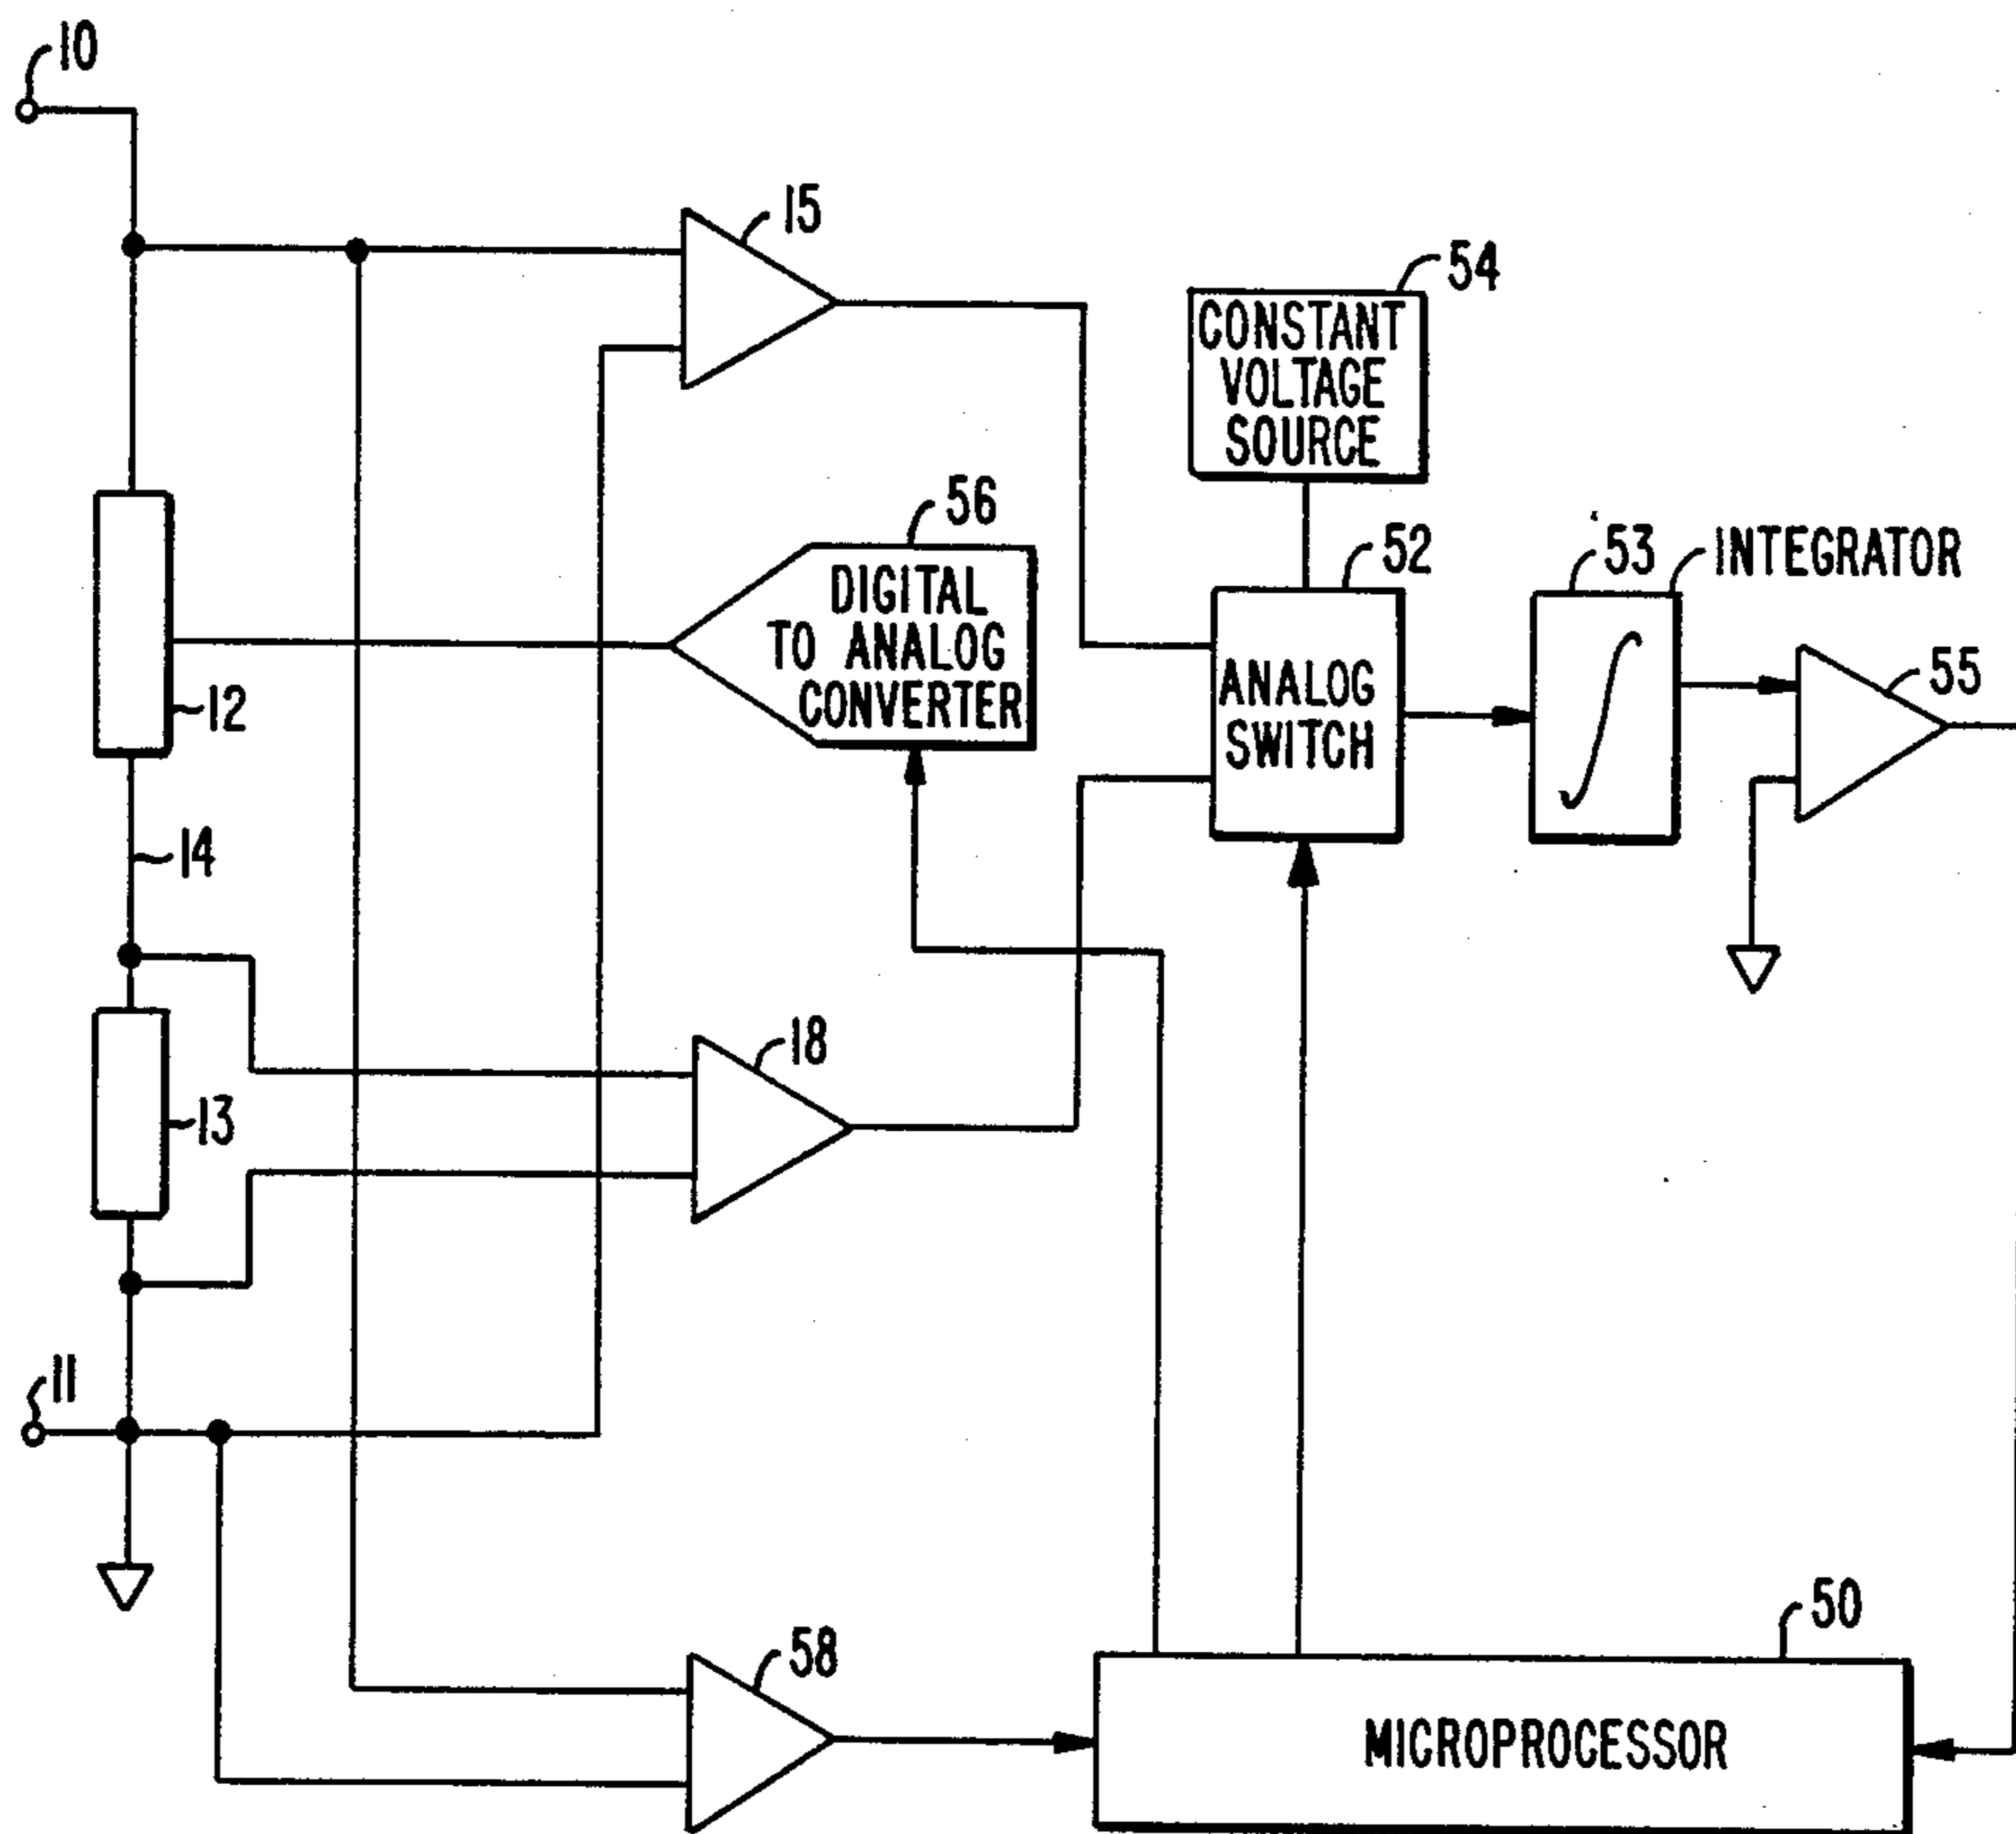 10
15
54
CONSTANT
VOLTAGE
SOURCE
56
DIGITAL
TO ANALOG
CONVERTER
52
ANALOG
SWITCH
53
INTEGRATOR
55
12
14
18
13
11
58
50
MICROPROCESSOR